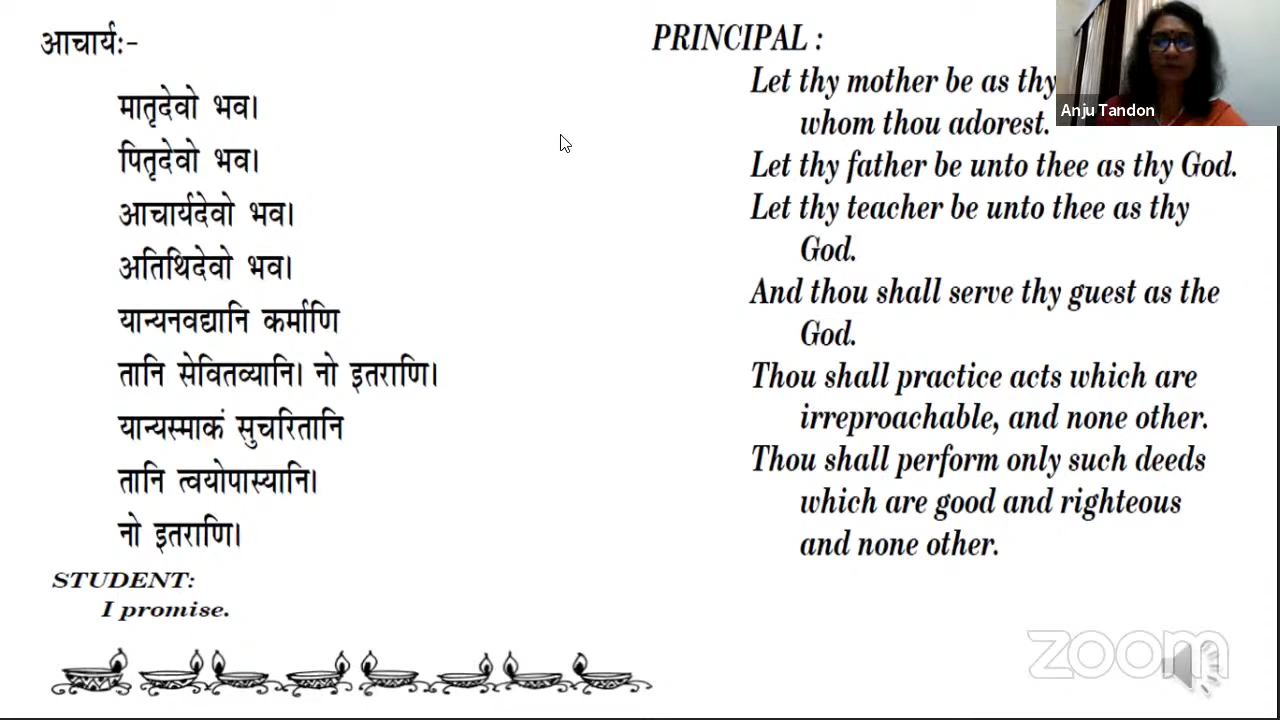 आचार्यः-
मातृदेवो भव।
पितृदेवो भव।
आचार्यदेवो भव।
अतिथिदेवो भव।
यान्यनवद्यानि कर्माणि
तानि सेवितव्यानि। नो इतराणि।
यान्यस्माकं सुचरितानि
तानि त्वयोपास्यानि।
नो इतराणि।
STUDENT:
I promise.
PRINCIPAL :
Let thy mother be as thy
whom thou adorest.
Let thy father be unto thee as thy God.
Let thy teacher be unto thee as thy
God.
And thou shall serve thy guest as the
God.
Thou shall practice acts which are
irreproachable, and none other.
Thou shall perform only such deeds
which are good and righteous
and none other.
Anju Tandon
zoom